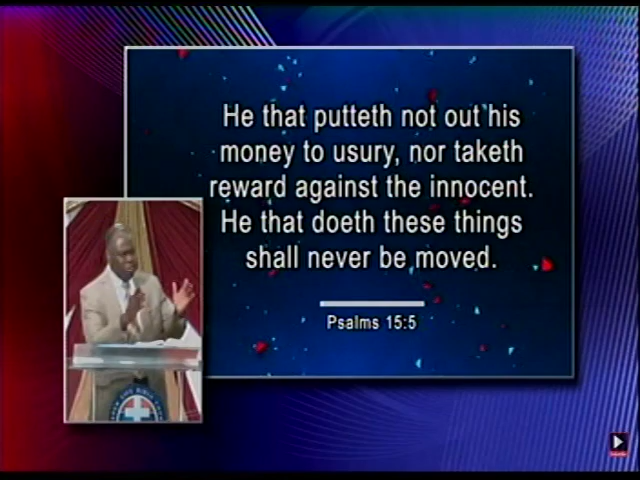 He that putteth not out his
money to usury, nor taketh
reward against the innocent.
He that doeth these things
shall never be moved.
Psalms 15:5